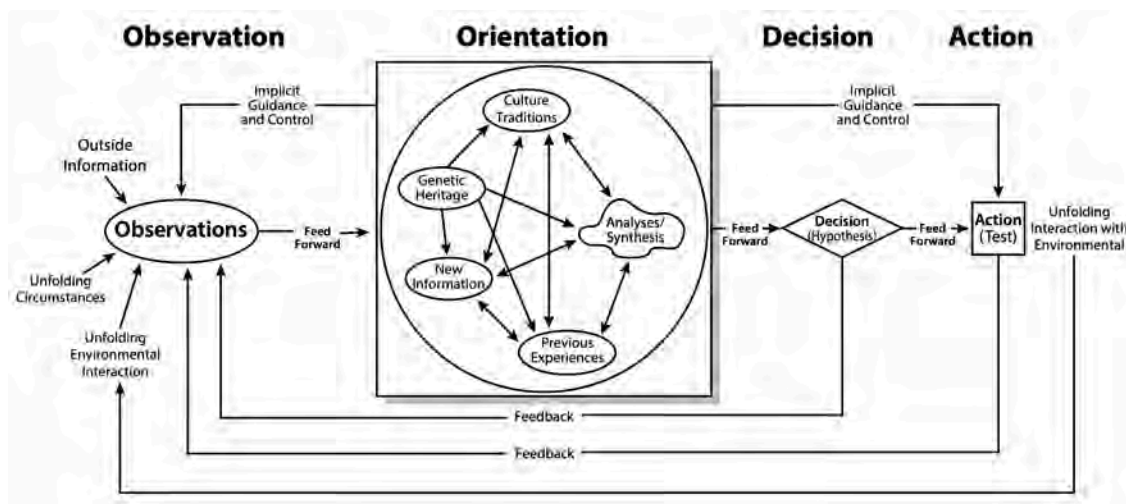 Observation
Orientation
Decision
Action
Implicit
Guidance
and Control
Outside
Information
Observations
Unfolding
Circumstances
Unfolding
Environmental
Interaction
Feed
Forward
Culture
Traditions
Genetic
Heritage
Analyses/
Synthesis
New
Information
Previous
Experiences
Implicit
Guidance
and Control
Feed
Forward
Decision
(Hypothesis)
Feed
Forward
Action
(Test)
Unfolding
Interaction with
Environmental
Feedback
Feedback